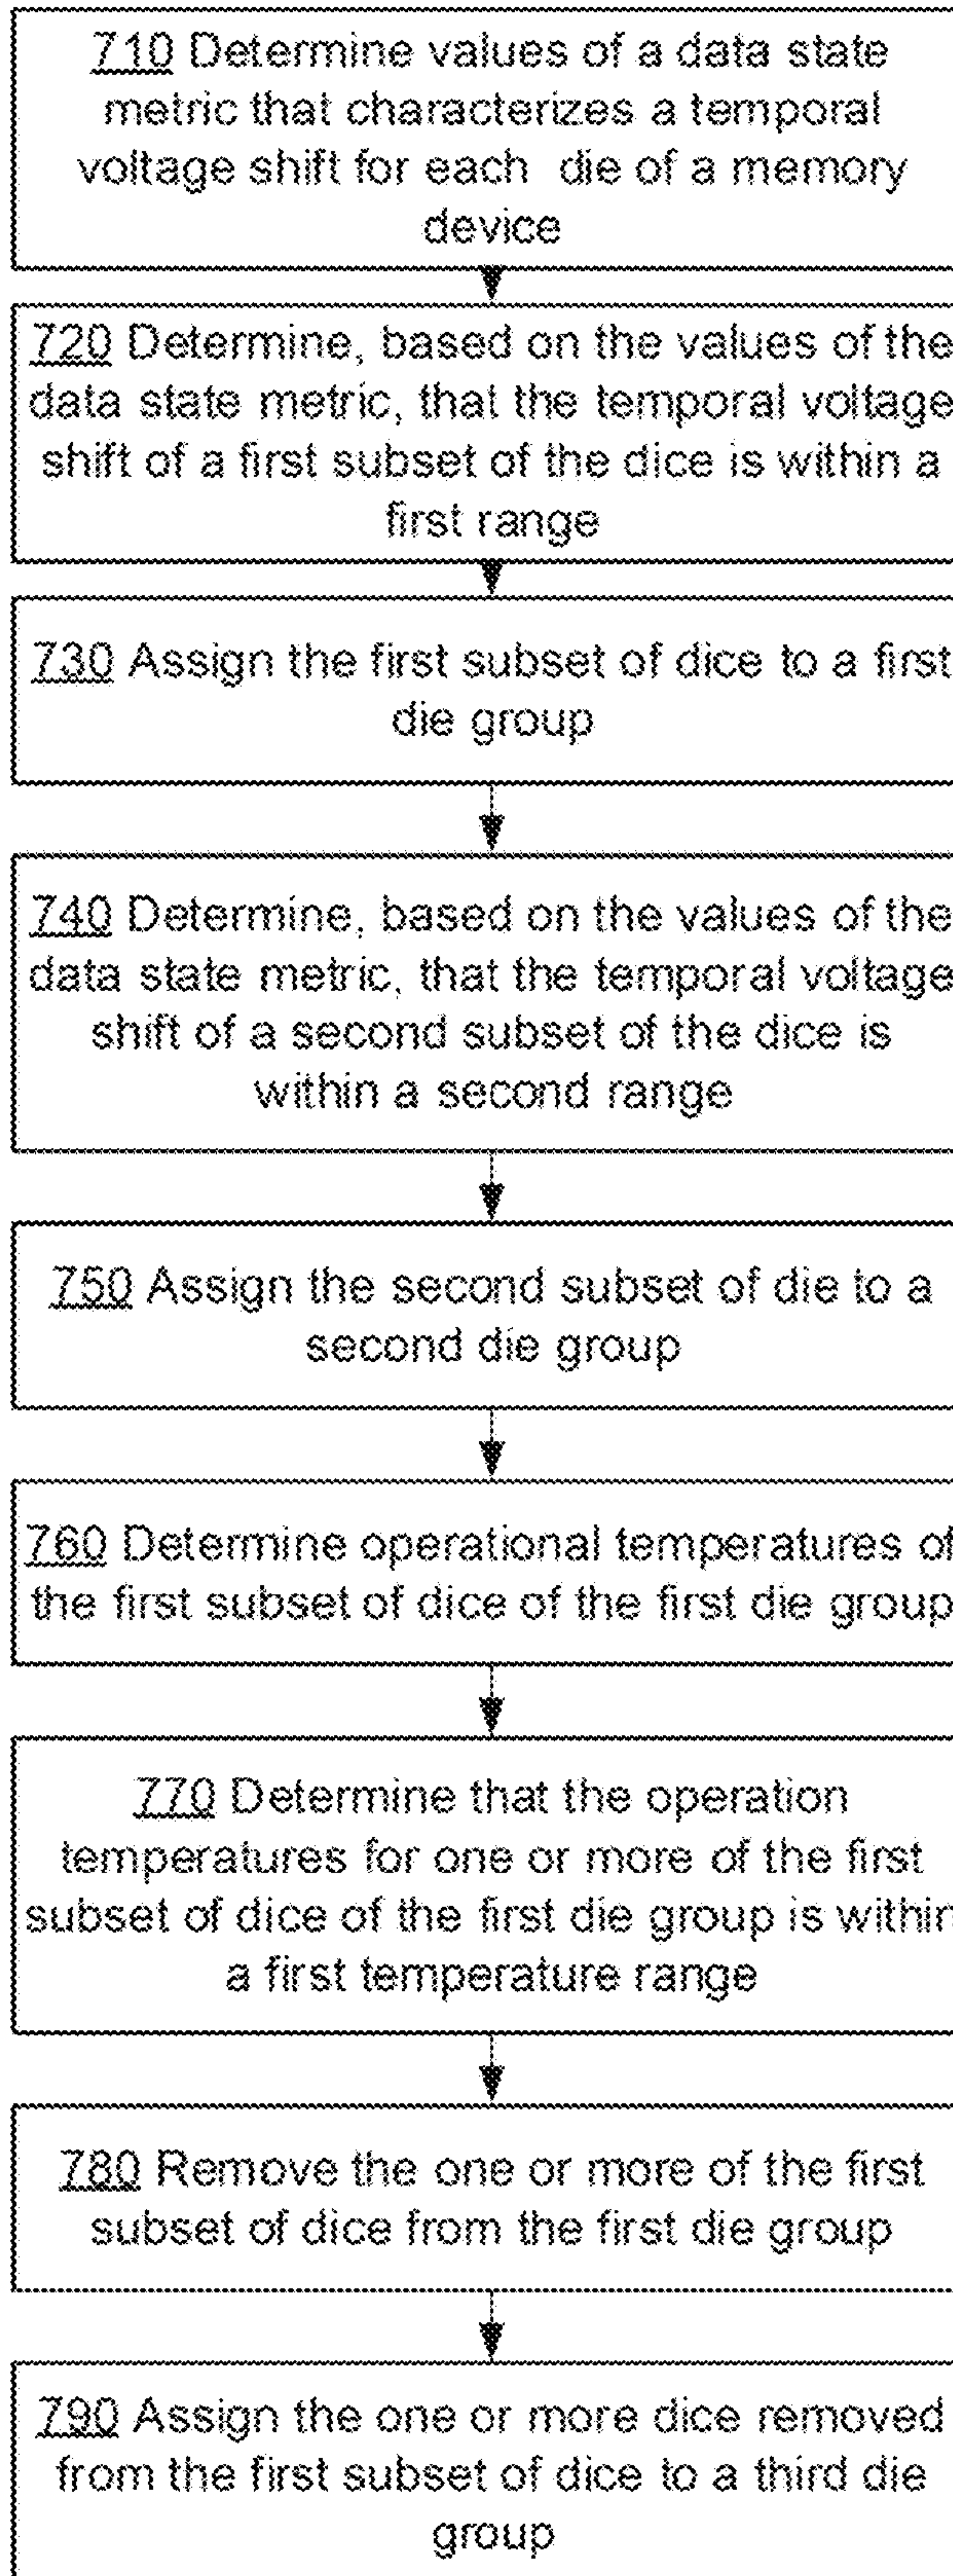 710 Determine values of a data state
metric that characterizes a temporal
voltage shift for each die of a memory
device
720 Determine, based on the values of the
data state metric, that the temporal voltage
shift of a first subset of the dice is within a
first range
730 Assign the first subset of dice to a first
die group
740 Determine, based on the values of the
data state metric, that the temporal voltage
shift of a second subset of the dice is
within a second range
750 Assign the second subset of die to a
second die group
760 Determine operational temperatures of
the first subset of dice of the first die group
770 Determine that the operation
temperatures for one or more of the first
subset of dice of the first die group is within
a first temperature range
780 Remove the one or more of the first
subset of dice from the first die group
790 Assign the one or more dice removed
from the first subset of dice to a third die
group